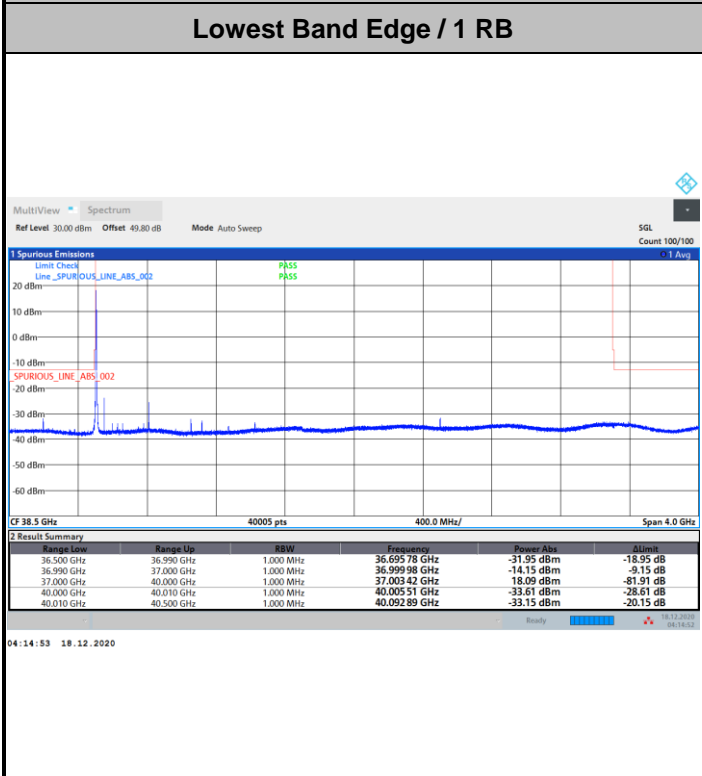 Lowest Band Edge / 1 RB
MultiView Spectrum
Ref Level 30.00 dBm Offset 49.80 dB Mode Auto Sweep SGL
Count 100/100
1 Spurious Emissions 1 Avg
Limit Check PASS
Line _SPURIOUS_LINE_ABS_002 PASS
20 dBm
10 dBm
0 dBm
-10 dBm
_SPURIOUS_LINE_ABS_002
-20 dBm
-30 dBm
-40 dBm
-50 dBm
-60 dBm
CF 38.5 GHz 40005 pts 400.0 MHz/ Span 4.0 GHz
2 Result Summary
Range Low Range Up RBW Frequency Power Abs ΔLimit
36.500 GHz 36.990 GHz 1.000 MHz 36.695 78 GHz -31.95 dBm -18.95 dB
36.990 GHz 37.000 GHz 1.000 MHz 36.999 98 GHz -14.15 dBm -9.15 dB
37.000 GHz 40.000 GHz 1.000 MHz 37.003 42 GHz 18.09 dBm -81.91 dB
40.000 GHz 40.010 GHz 1.000 MHz 40.005 51 GHz -33.61 dBm -28.61 dB
40.010 GHz 40.500 GHz 1.000 MHz 40.092 89 GHz -33.15 dBm -20.15 dB
Ready 18.12.2020
04:14:52
04:14:53 18.12.2020